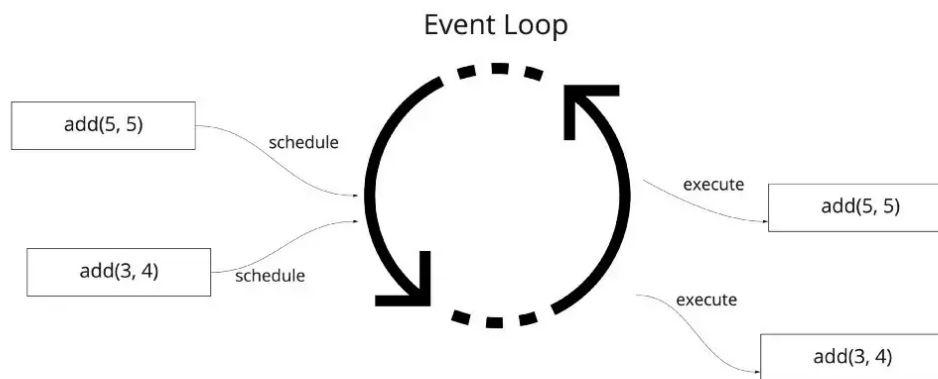 Event Loop
add(5, 5)
schedule
add(3, 4)
schedule
execute
add(5, 5)
execute
add(3, 4)